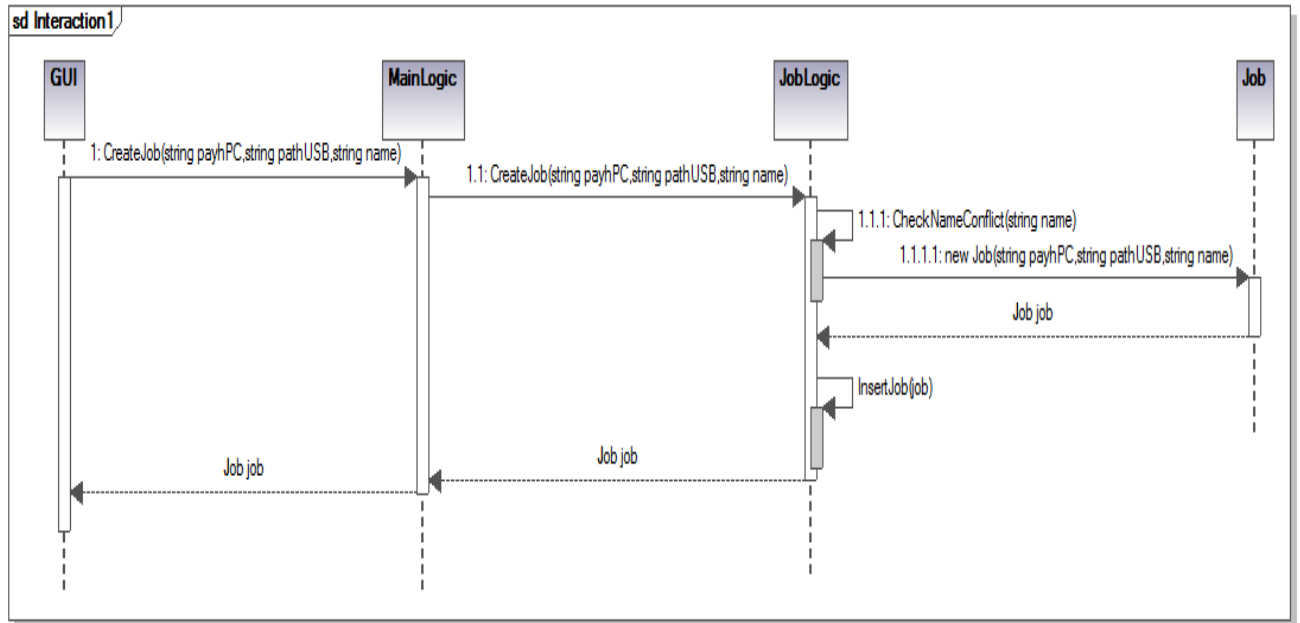 sd Interaction1
GUI
MainLogic
JobLogic
Job
1: CreateJob(string payhPC,string pathUSB,string name)
1.1: CreateJob(string payhPC,string pathUSB,string name)
1.1.1: CheckNameConflict(string name)
1.1.1.1: new Job(string payhPC,string pathUSB,string name)
Job job
InsertJob(job)
Job job
Job job